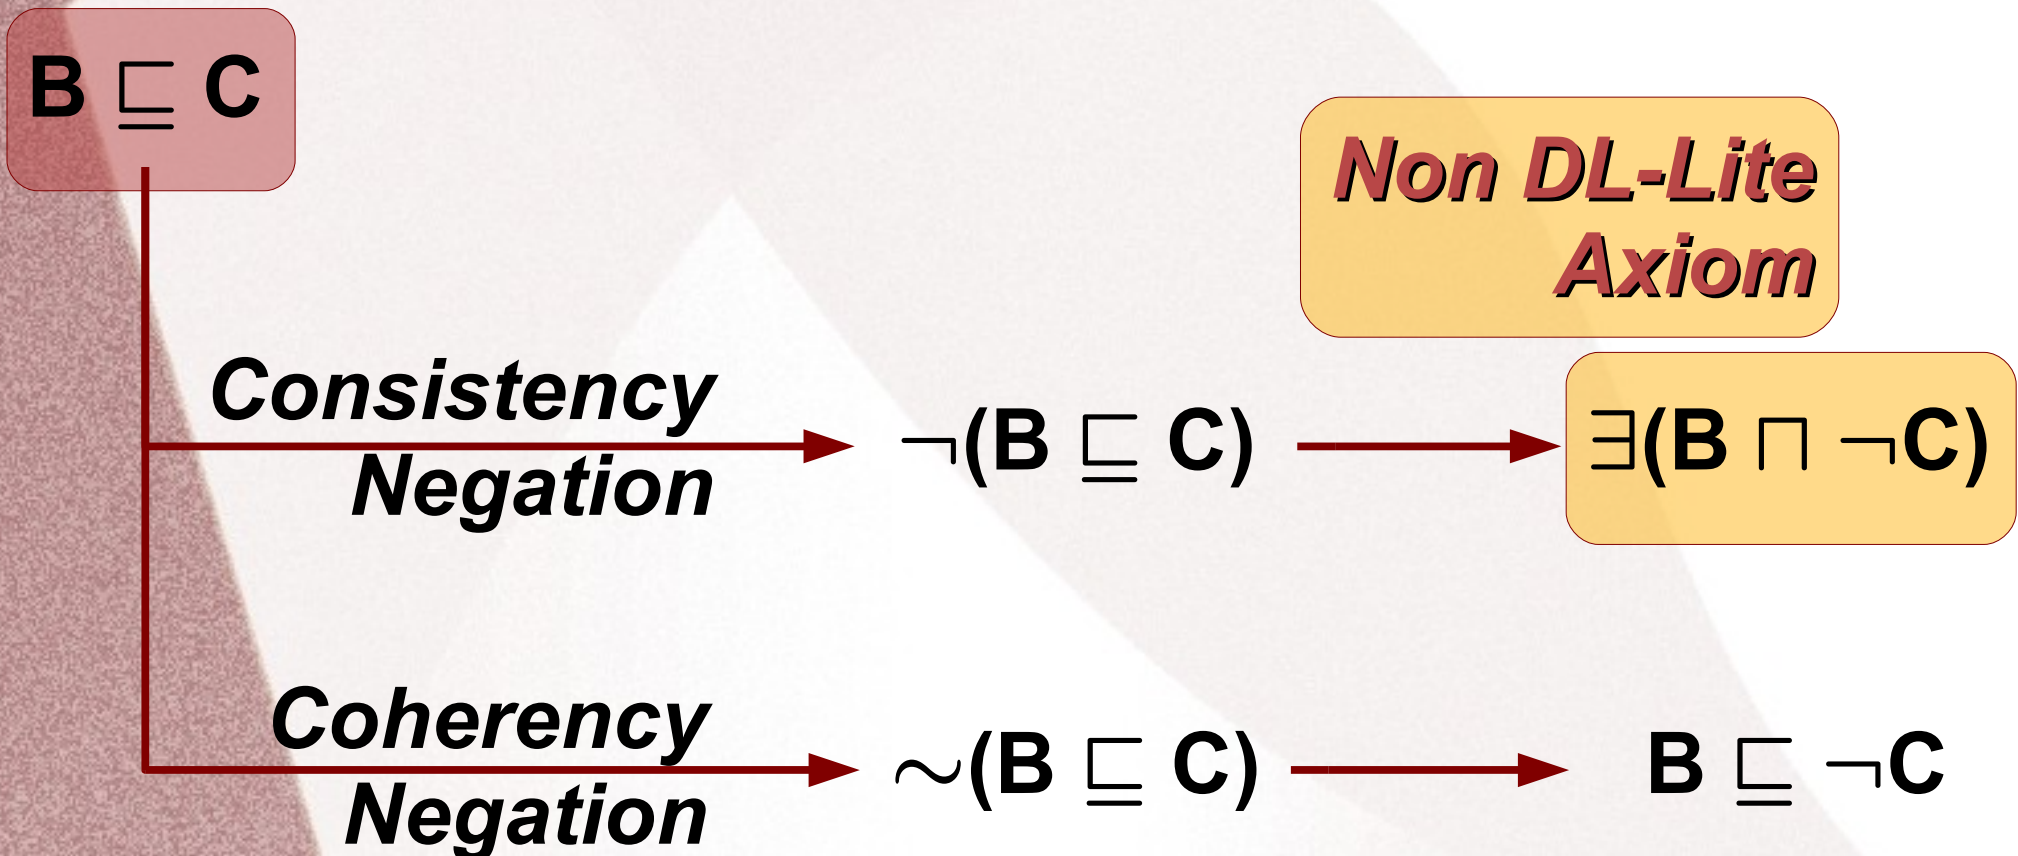 B ⊑ C
Non DL-Lite
Axiom
Consistency
Negation
¬(B ⊑ C)
∃(B ⊓ ¬C)
Coherency
Negation
∼(B ⊑ C)
B ⊑ ¬C